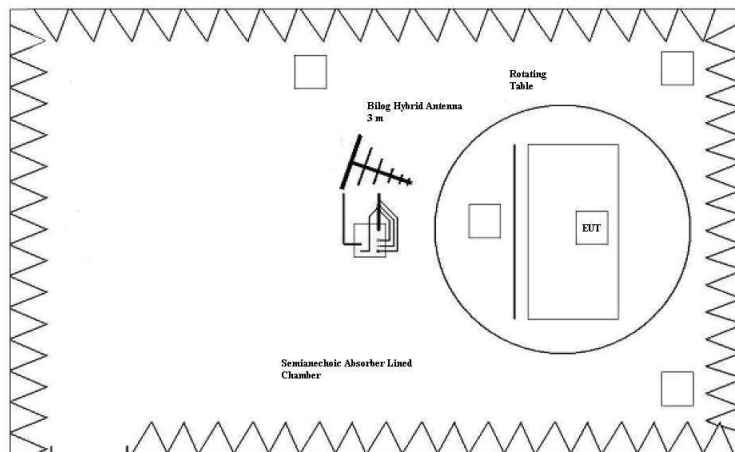 Rotating
Table
Bilog Hybrid Antenna
3 m
EUT
Semianechoic Absorber Lined
Chamber